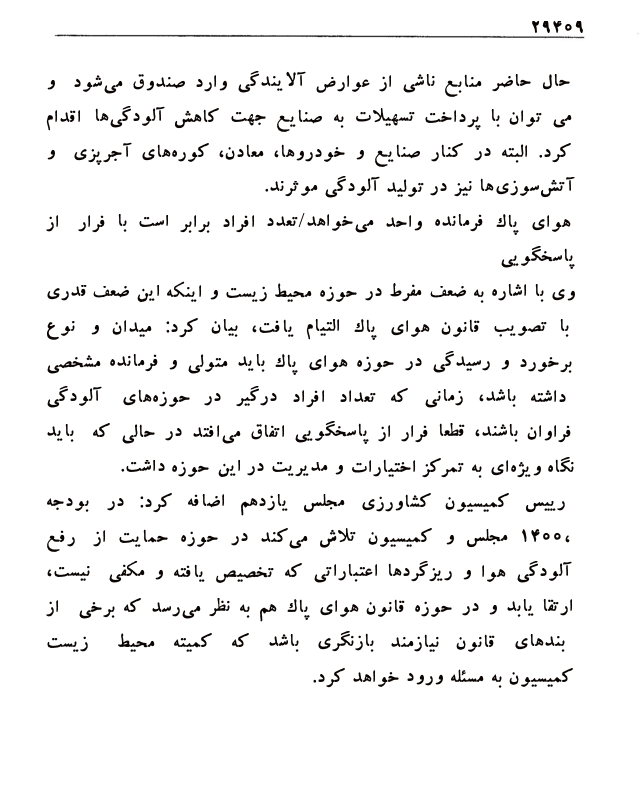 ۲۹۴۵۹
حال حاضر منابع ناشی از عوارض آلایندگی وارد صندوق می‌شود و
می توان با پرداخت تسهیلات به صنایع جهت کاهش آلودگی‌ها اقدام
کرد. البته در کنار صنایع و خودروها، معادن، کوره‌های آجرپزی و
آتش‌سوزی‌ها نیز در تولید آلودگی موثرند.
هوای پاك فرمانده واحد می‌خواهد/تعدد افراد برابر است با فرار از
پاسخگویی
وی با اشاره به ضعف مفرط در حوزه محیط زیست و اینکه این ضعف قدری
با تصویب قانون هوای پاك التیام یافت، بیان کرد: میدان و نوع
برخورد و رسیدگی در حوزه هوای پاك باید متولی و فرمانده مشخصی
داشته باشد، زمانی که تعداد افراد درگیر در حوزه‌های آلودگی
فراوان باشند، قطعا فرار از پاسخگویی اتفاق می‌افتد در حالی که باید
نگاه ویژه‌ای به تمرکز اختیارات و مدیریت در این حوزه داشت.
رییس کمیسیون کشاورزی مجلس یازدهم اضافه کرد: در بودجه
۱۴۰۰، مجلس و کمیسیون تلاش می‌کند در حوزه حمایت از رفع
آلودگی هوا و ریزگردها اعتباراتی که تخصیص یافته و مکفی نیست،
ارتقا یابد و در حوزه قانون هوای پاك هم به نظر می‌رسد که برخی از
بندهای قانون نیازمند بازنگری باشد که کمیته محیط زیست
کمیسیون به مسئله ورود خواهد کرد.